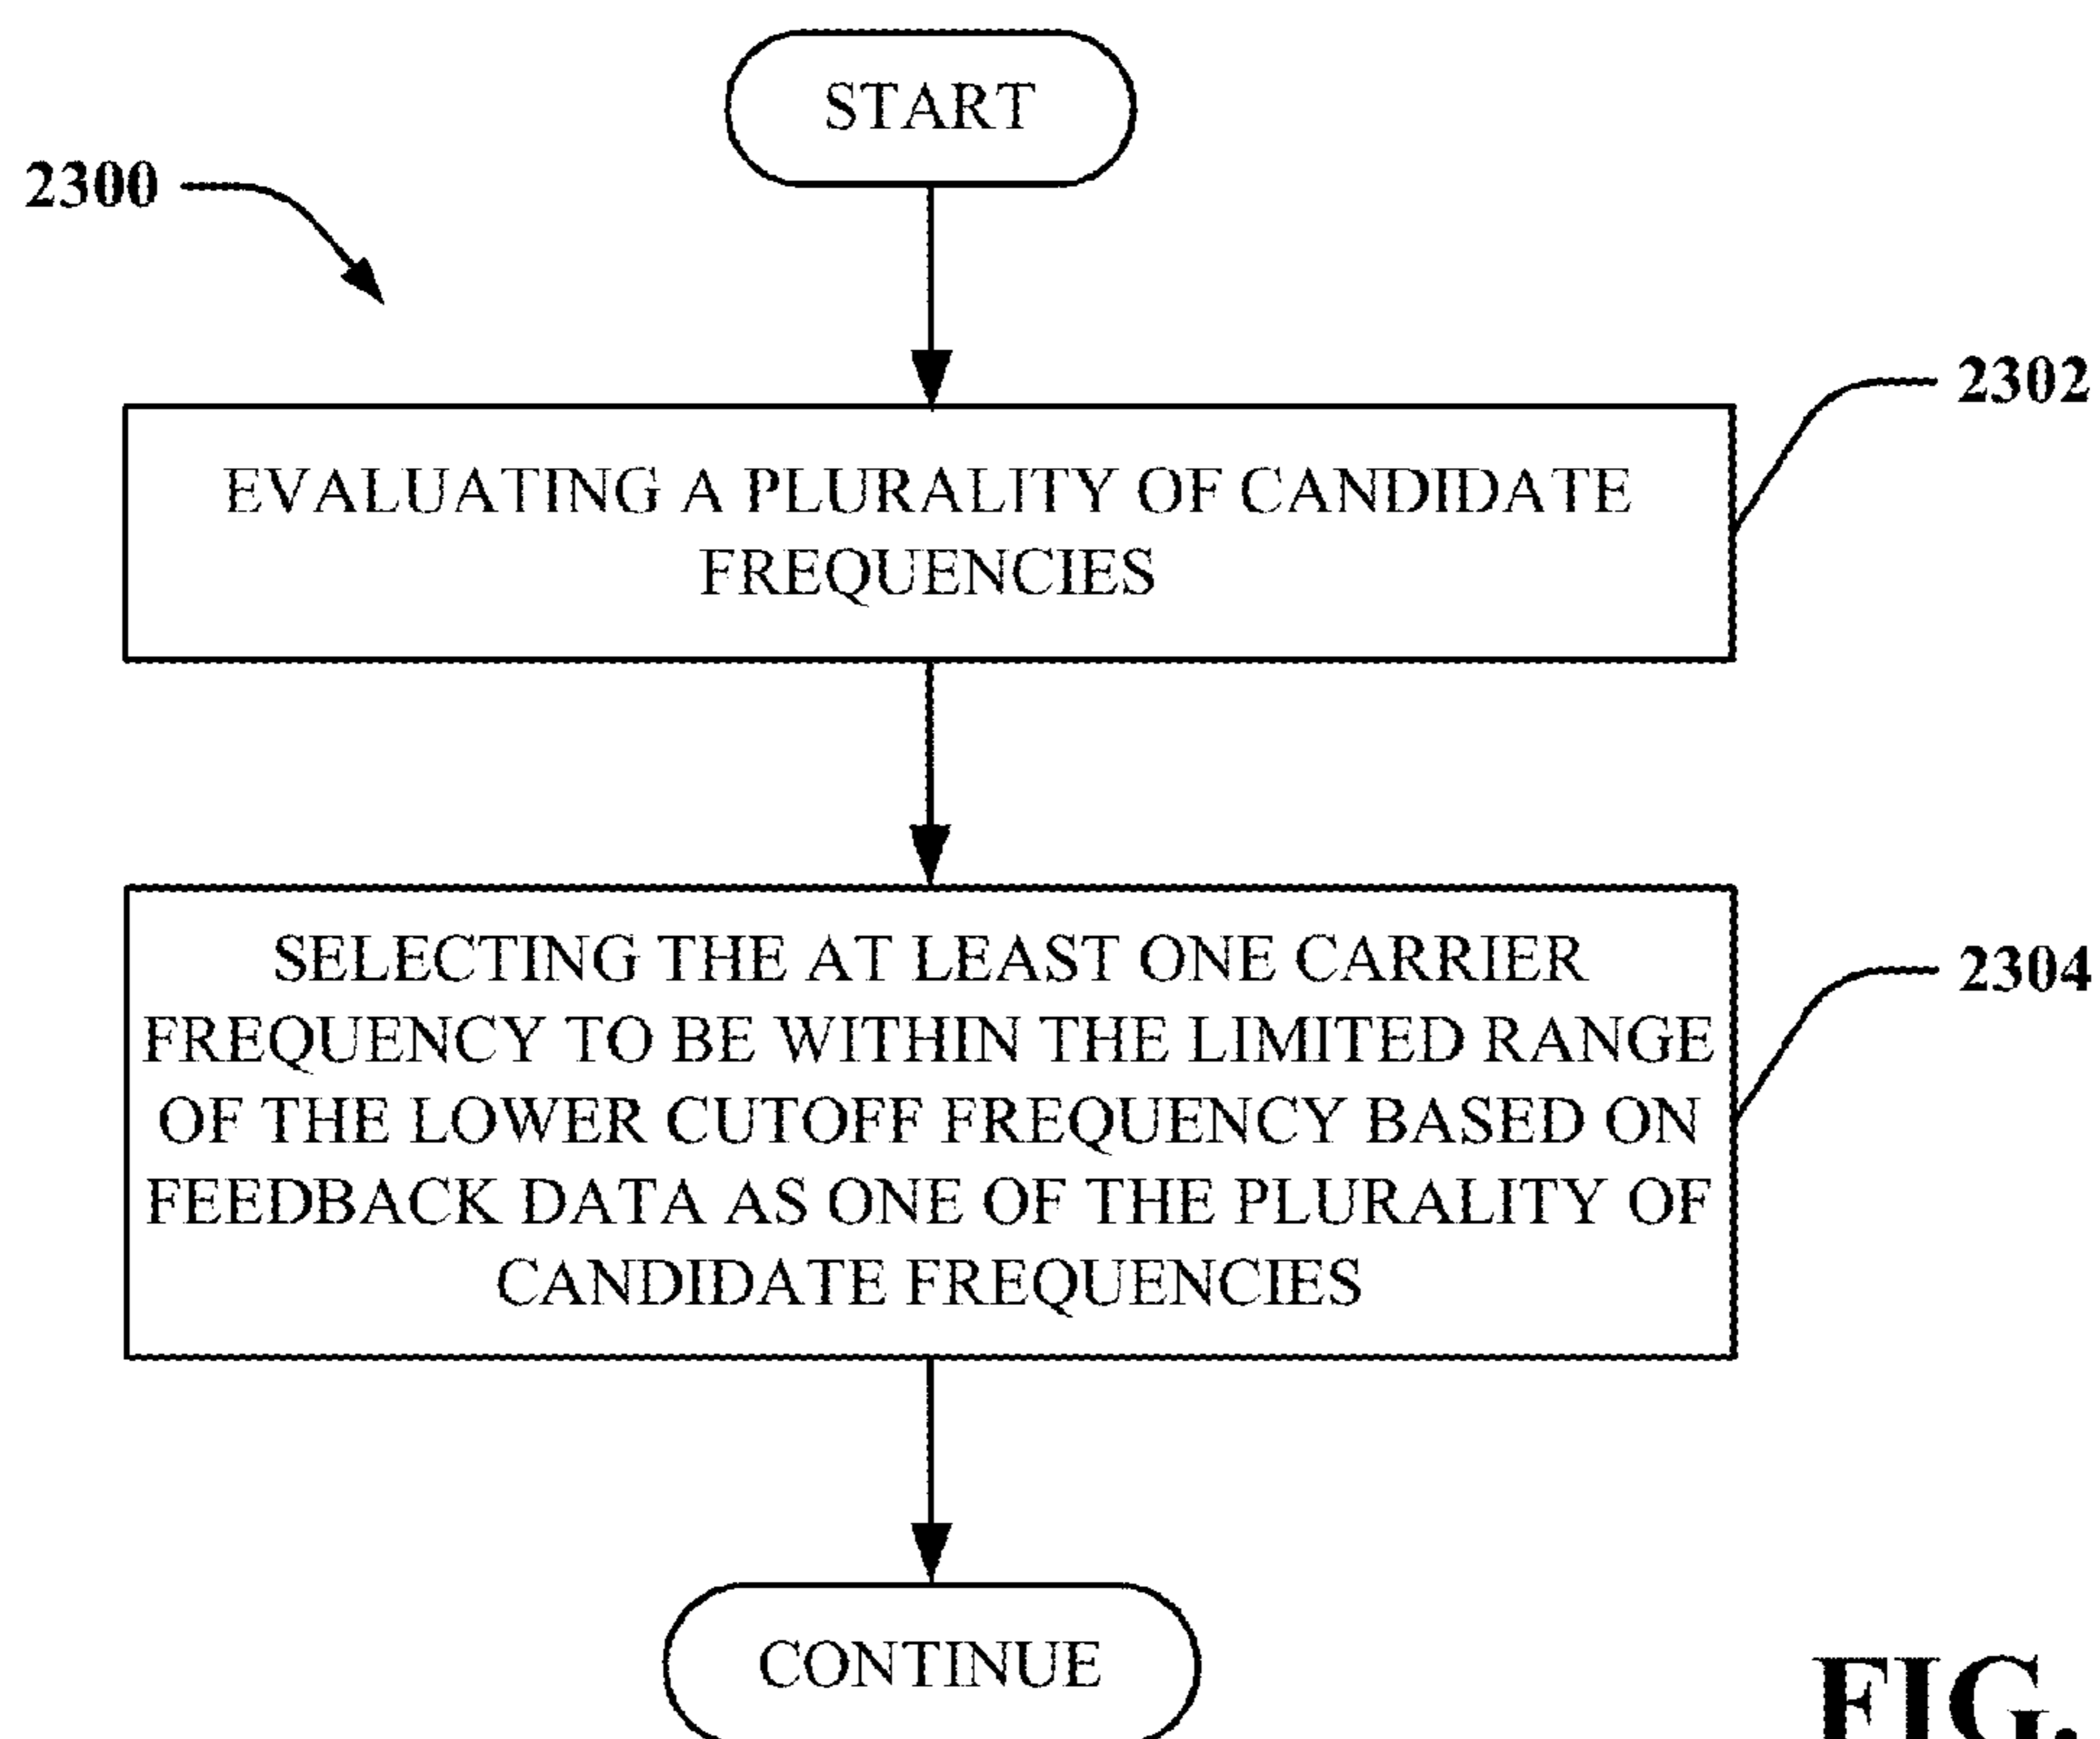 START
2300
2302
EVALUATING A PLURALITY OF CANDIDATE
FREQUENCIES
SELECTING THE AT LEAST ONE CARRIER
FREQUENCY TO BE WITHIN THE LIMITED RANGE
OF THE LOWER CUTOFF FREQUENCY BASED ON
FEEDBACK DATA AS ONE OF THE PLURALITY OF
CANDIDATE FREQUENCIES
2304
CONTINUE
FIG.